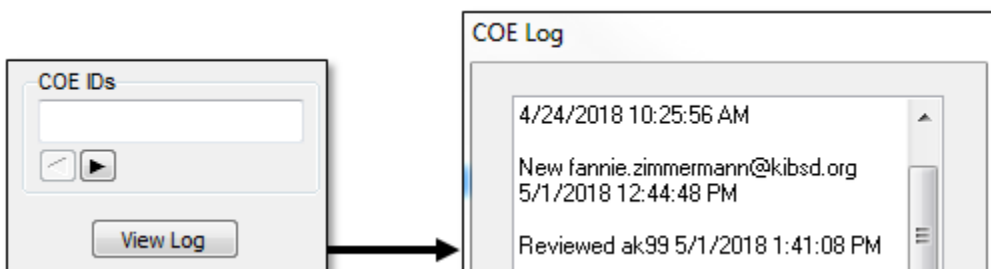 COE IDs
View Log
COE Log
4/24/2018 10:25:56 AM
New fannie.zimmermann@kibsd.org
5/1/2018 12:44:48 PM
Reviewed ak99 5/1/2018 1:41:08 PM